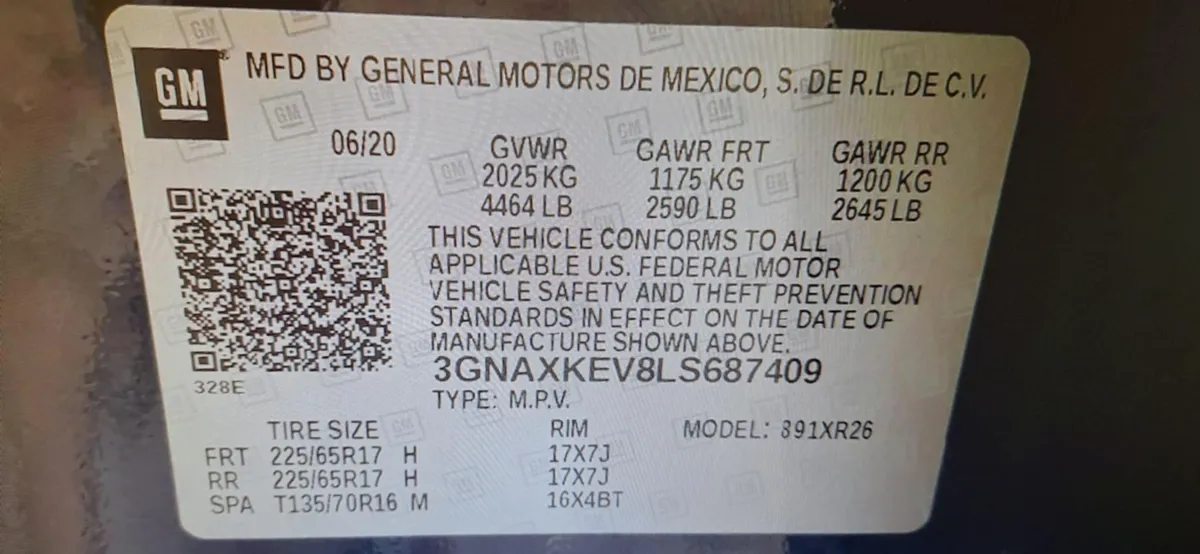 GM
MFD BY GENERAL MOTORS DE MEXICO, S. DE R.L. DE C.V.
06/20 GVWR GAWR FRT GAWR RR
2025 KG 1175 KG 1200 KG
4464 LB 2590 LB 2645 LB
THIS VEHICLE CONFORMS TO ALL
APPLICABLE U.S. FEDERAL MOTOR
VEHICLE SAFETY AND THEFT PREVENTION
STANDARDS IN EFFECT ON THE DATE OF
MANUFACTURE SHOWN ABOVE.
3GNAXKEV8LS687409
328E
TYPE: M.P.V.
TIRE SIZE RIM MODEL: 391XR26
FRT 225/65R17 H 17X7J
RR 225/65R17 H 17X7J
SPA T135/70R16 M 16X4BT